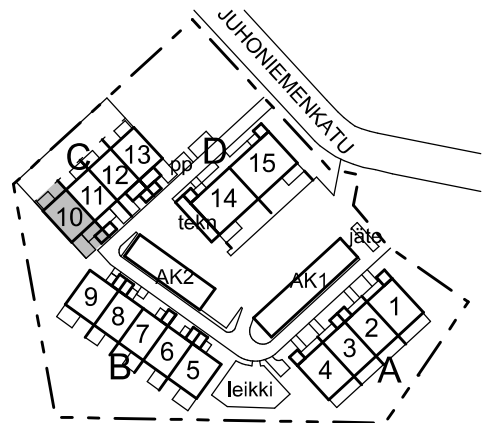 JUHONIEMENKATU
C
13
pp
D
15
12
11
14
10
tekn
jäte
AK2
AK1
9
8
7
6
5
B
1
2
3
4
A
leikki